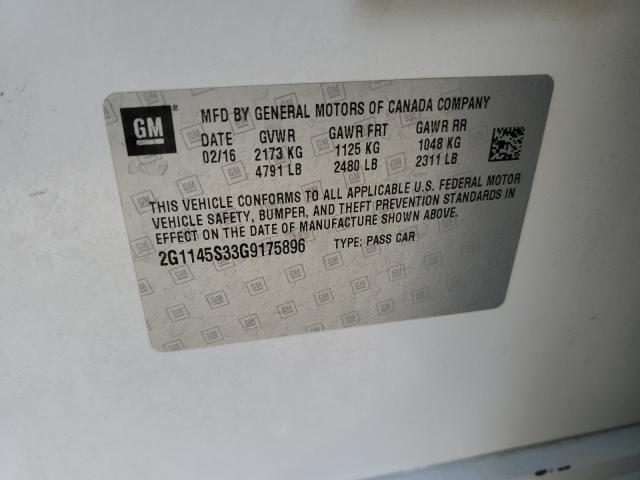 GM
MFD BY GENERAL MOTORS OF CANADA COMPANY
DATE GVWR GAWR FRT GAWR RR
02/16 2173 KG 1125 KG 1048 KG
4791 LB 2480 LB 2311 LB
THIS VEHICLE CONFORMS TO ALL APPLICABLE U.S. FEDERAL MOTOR
VEHICLE SAFETY, BUMPER, AND THEFT PREVENTION STANDARDS IN
EFFECT ON THE DATE OF MANUFACTURE SHOWN ABOVE.
2G1145S33G9175896 TYPE: PASS CAR